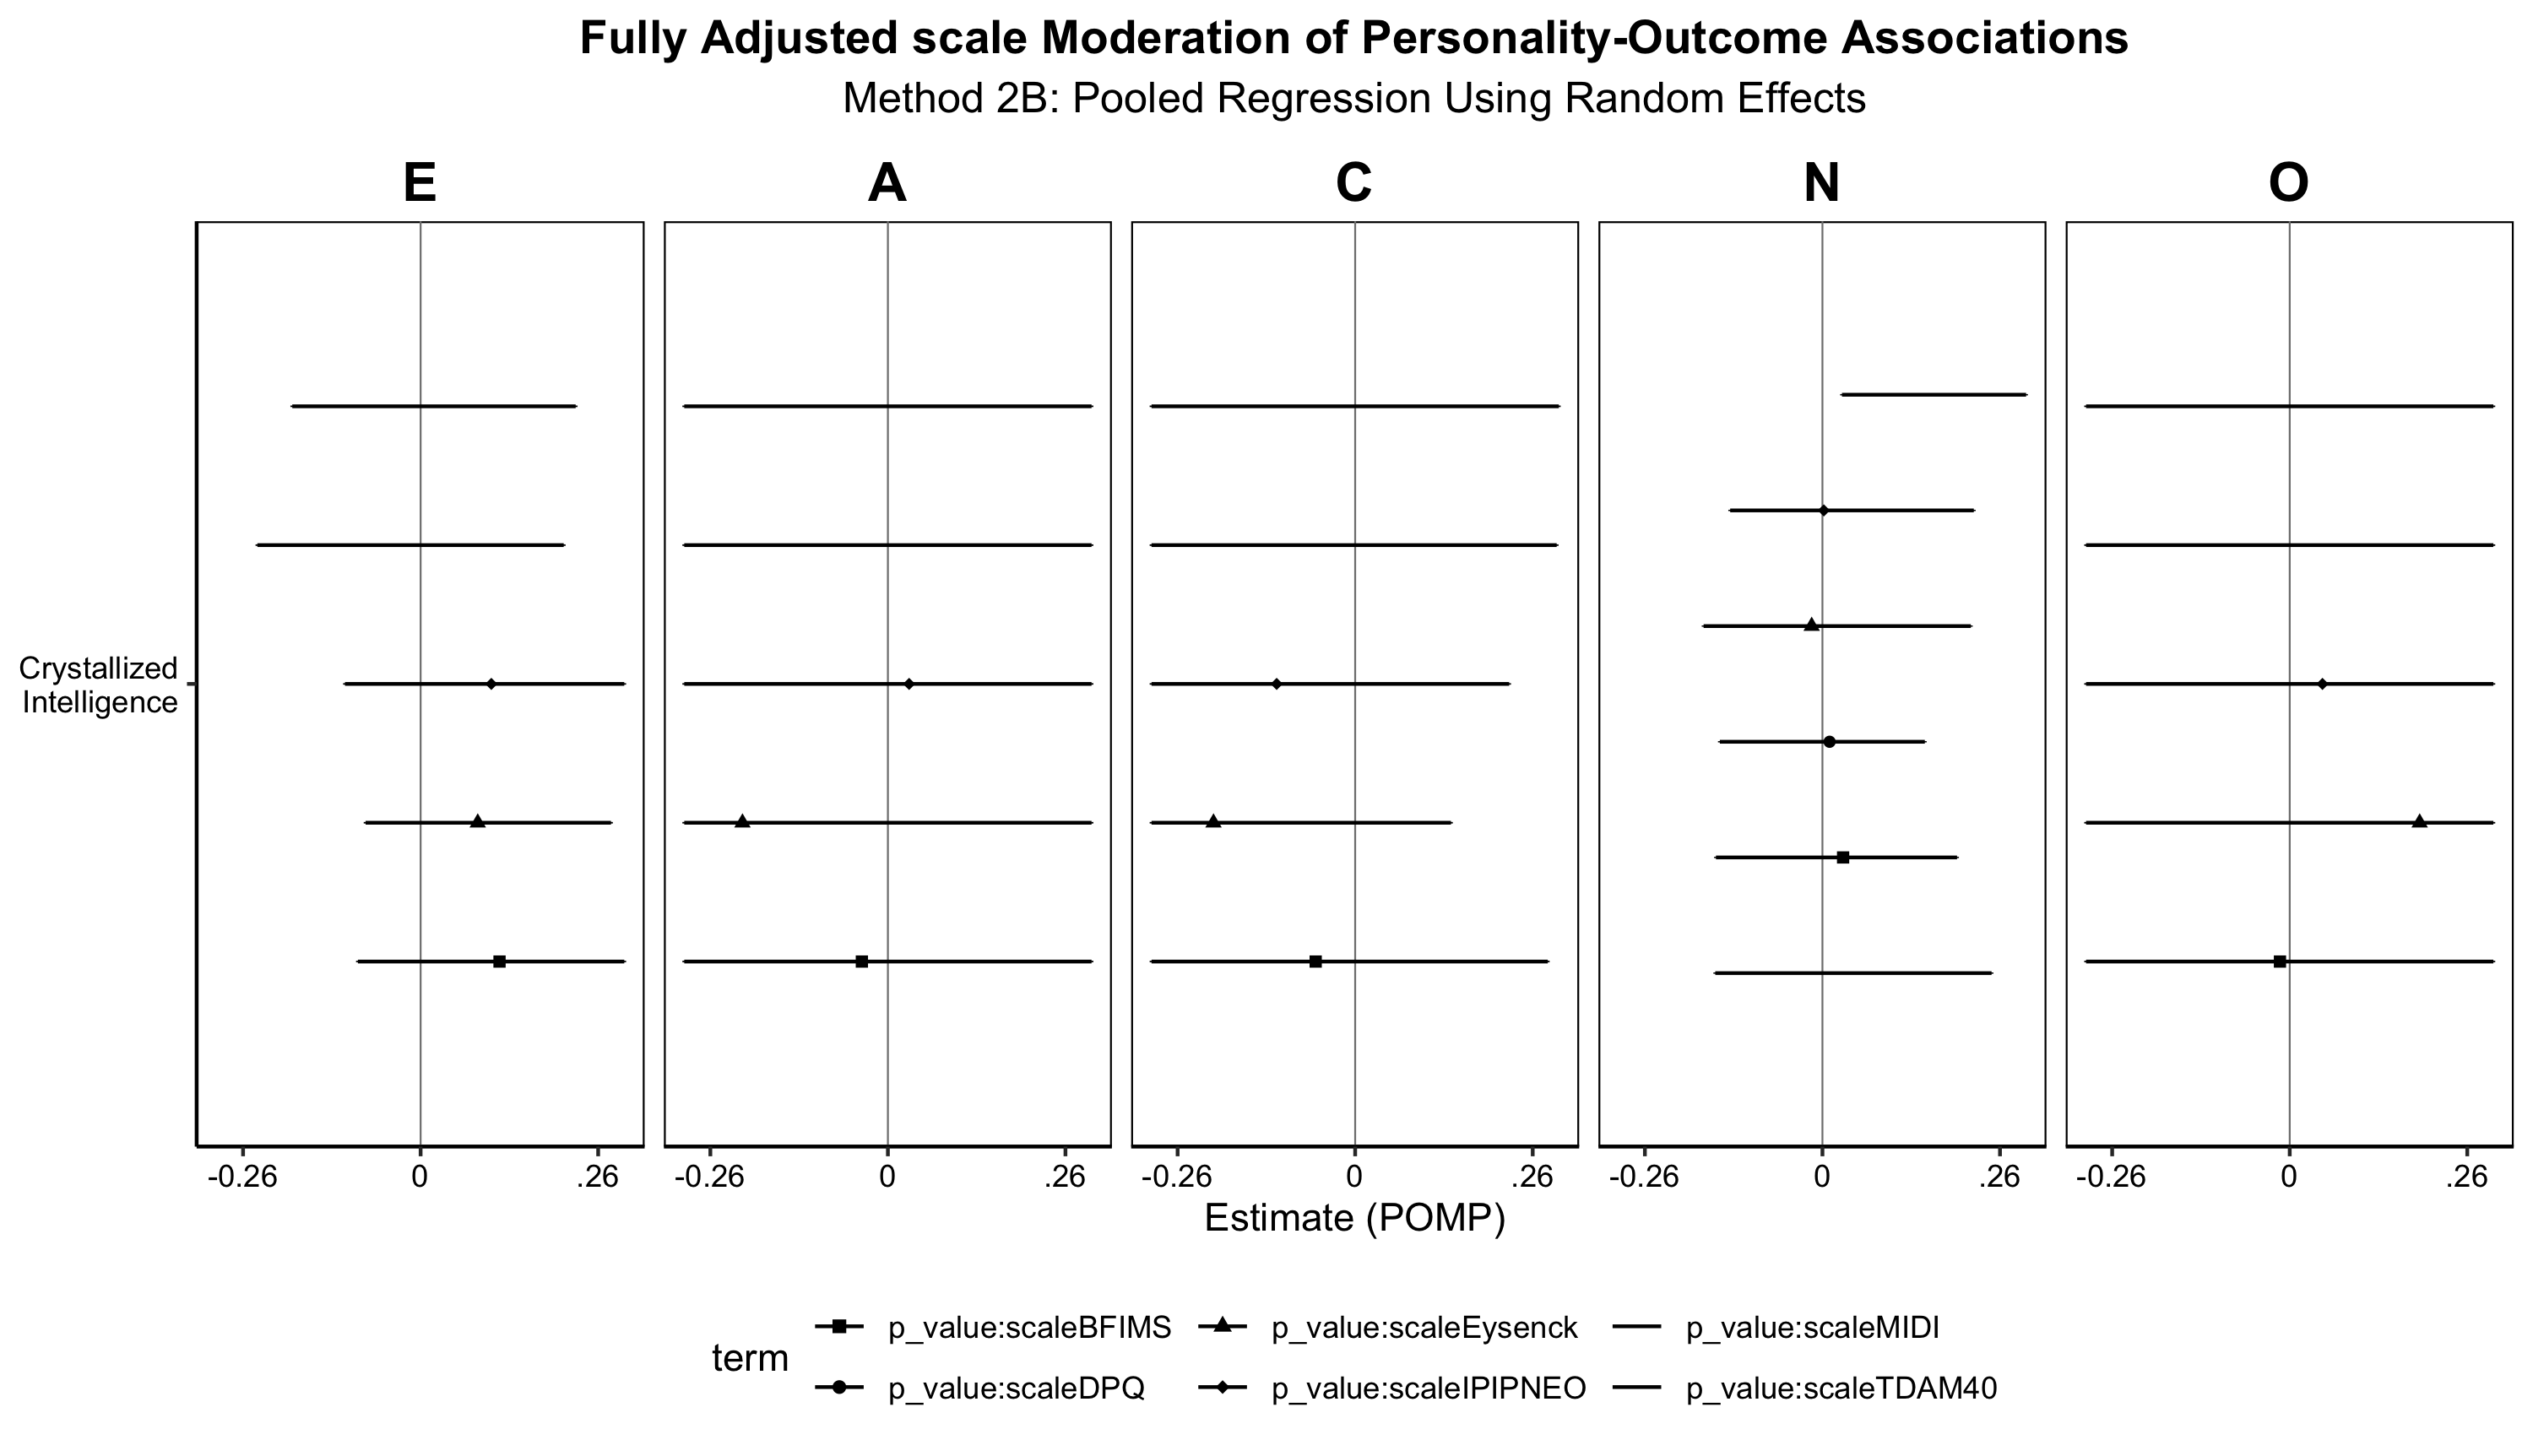 Fully Adjusted scale Moderation of Personality-Outcome Associations
Method 2B: Pooled Regression Using Random Effects
E A C N O
Crystallized
Intelligence
-0.26 0 .26 -0.26 0 .26 -0.26 0 .26 -0.26 0 .26 -0.26 0 .26
Estimate (POMP)
term
p_value:scaleBFIMS p_value:scaleEysenck p_value:scaleMIDI
p_value:scaleDPQ p_value:scaleIPIPNEO p_value:scaleTDAM40